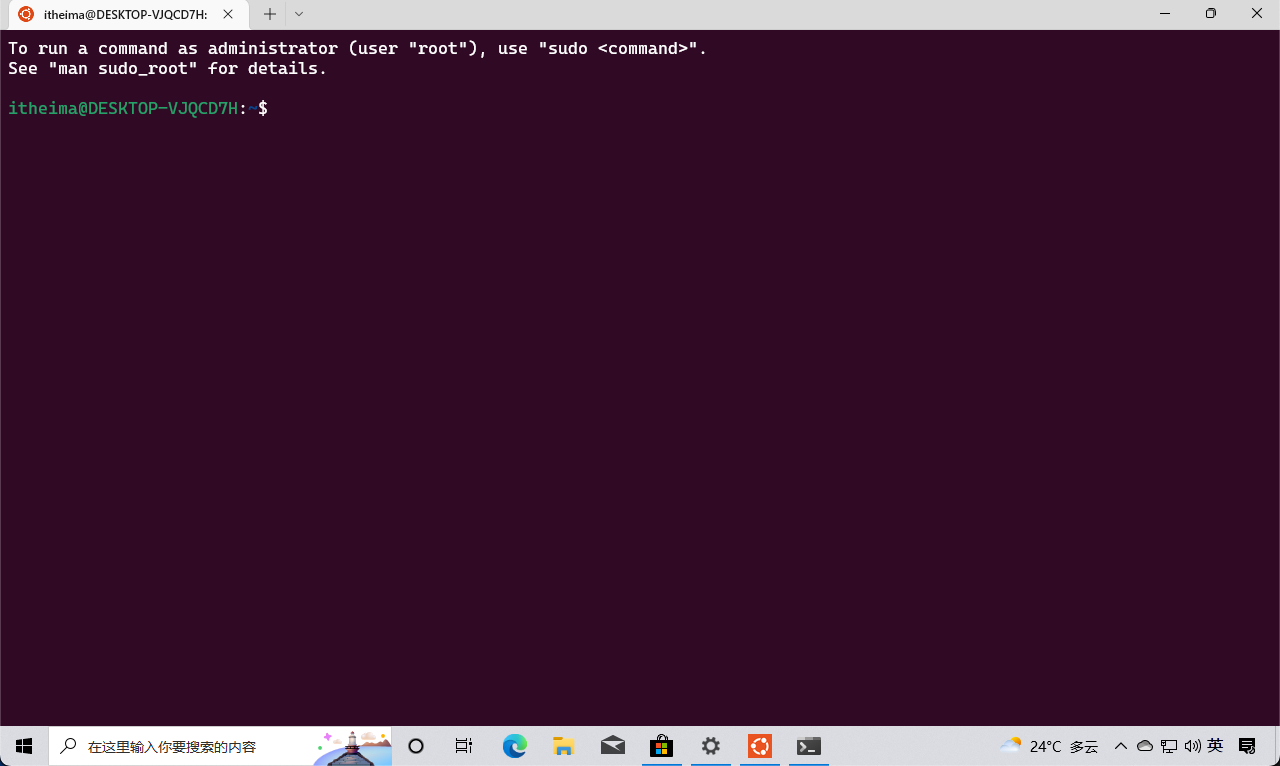 itheima@DESKTOP-VJQCD7H:
To run a command as administrator (user "root"), use "sudo <command>".
See "man sudo_root" for details.
itheima@DESKTOP-VJQCD7H:~$
在这里输入你要搜索的内容
24°C 多云
英